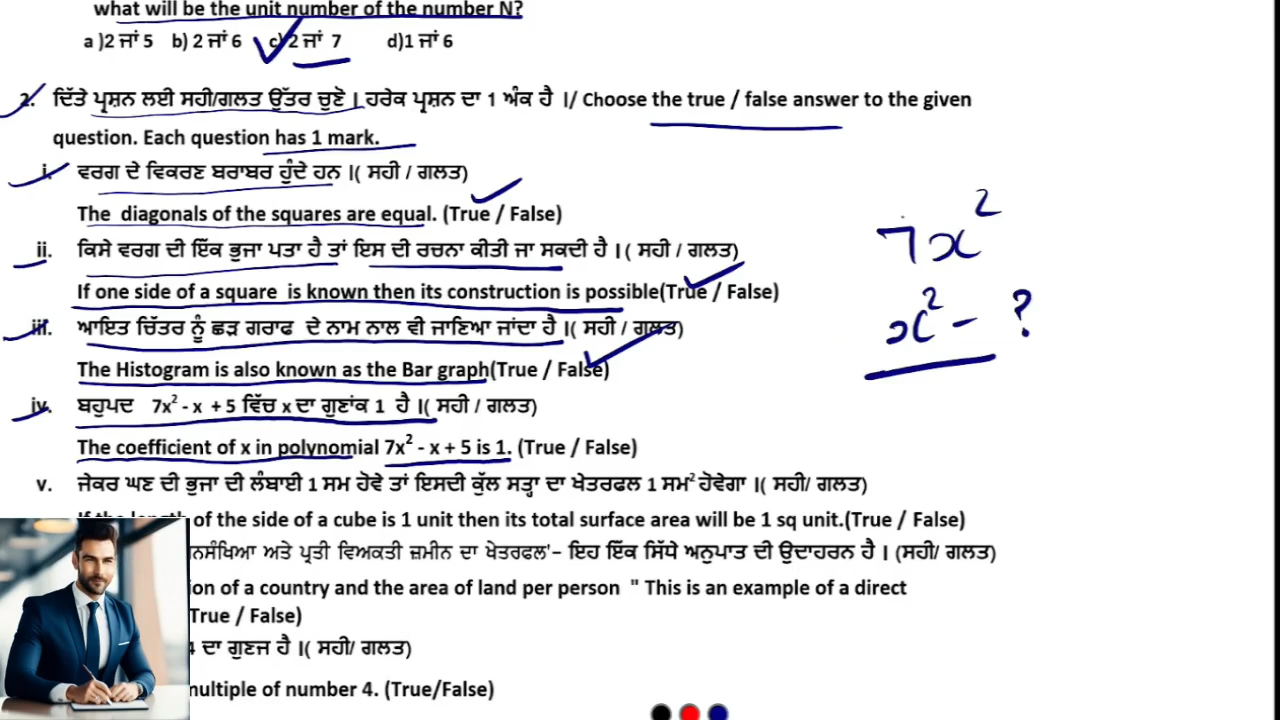 what will be the unit number of the number N?
a )2 ਜਾਂ 5 b) 2 ਜਾਂ 6 c) 2 ਜਾਂ 7 d)1 ਜਾਂ 6
2. ਦਿੱਤੇ ਪ੍ਰਸ਼ਨ ਲਈ ਸਹੀ/ਗਲਤ ਉੱਤਰ ਚੁਣੋ । ਹਰੇਕ ਪ੍ਰਸ਼ਨ ਦਾ 1 ਅੰਕ ਹੈ ।/ Choose the true / false answer to the given
question. Each question has 1 mark.
i. ਵਰਗ ਦੇ ਵਿਕਰਣ ਬਰਾਬਰ ਹੁੰਦੇ ਹਨ ।( ਸਹੀ / ਗਲਤ)
The diagonals of the squares are equal. (True / False)
7x²
ii. ਕਿਸੇ ਵਰਗ ਦੀ ਇੱਕ ਭੁਜਾ ਪਤਾ ਹੈ ਤਾਂ ਇਸ ਦੀ ਰਚਨਾ ਕੀਤੀ ਜਾ ਸਕਦੀ ਹੈ । ( ਸਹੀ / ਗਲਤ)
If one side of a square is known then its construction is possible(True / False)
x² - ?
iii. ਆਇਤ ਚਿੱਤਰ ਨੂੰ ਛੜ ਗਰਾਫ ਦੇ ਨਾਮ ਨਾਲ ਵੀ ਜਾਣਿਆ ਜਾਂਦਾ ਹੈ ।( ਸਹੀ / ਗਲਤ)
The Histogram is also known as the Bar graph(True / False)
iv. ਬਹੁਪਦ 7x² - x + 5 ਵਿੱਚ x ਦਾ ਗੁਣਾਂਕ 1 ਹੈ ।( ਸਹੀ / ਗਲਤ)
The coefficient of x in polynomial 7x² - x + 5 is 1. (True / False)
v. ਜੇਕਰ ਘਣ ਦੀ ਭੁਜਾ ਦੀ ਲੰਬਾਈ 1 ਸਮ ਹੋਵੇ ਤਾਂ ਇਸਦੀ ਕੁੱਲ ਸਤ੍ਹਾ ਦਾ ਖੇਤਰਫਲ 1 ਸਮ² ਹੋਵੇਗਾ ।( ਸਹੀ/ ਗਲਤ)
of the side of a cube is 1 unit then its total surface area will be 1 sq unit.(True / False)
ਅਤੇ ਪ੍ਰਤੀ ਵਿਅਕਤੀ ਜ਼ਮੀਨ ਦਾ ਖੇਤਰਫਲ'– ਇਹ ਇੱਕ ਸਿੱਧੇ ਅਨੁਪਾਤ ਦੀ ਉਦਾਹਰਨ ਹੈ । (ਸਹੀ/ ਗਲਤ)
of a country and the area of land per person " This is an example of a direct
True / False)
ਦਾ ਗੁਣਜ ਹੈ ।( ਸਹੀ/ ਗਲਤ)
multiple of number 4. (True/False)